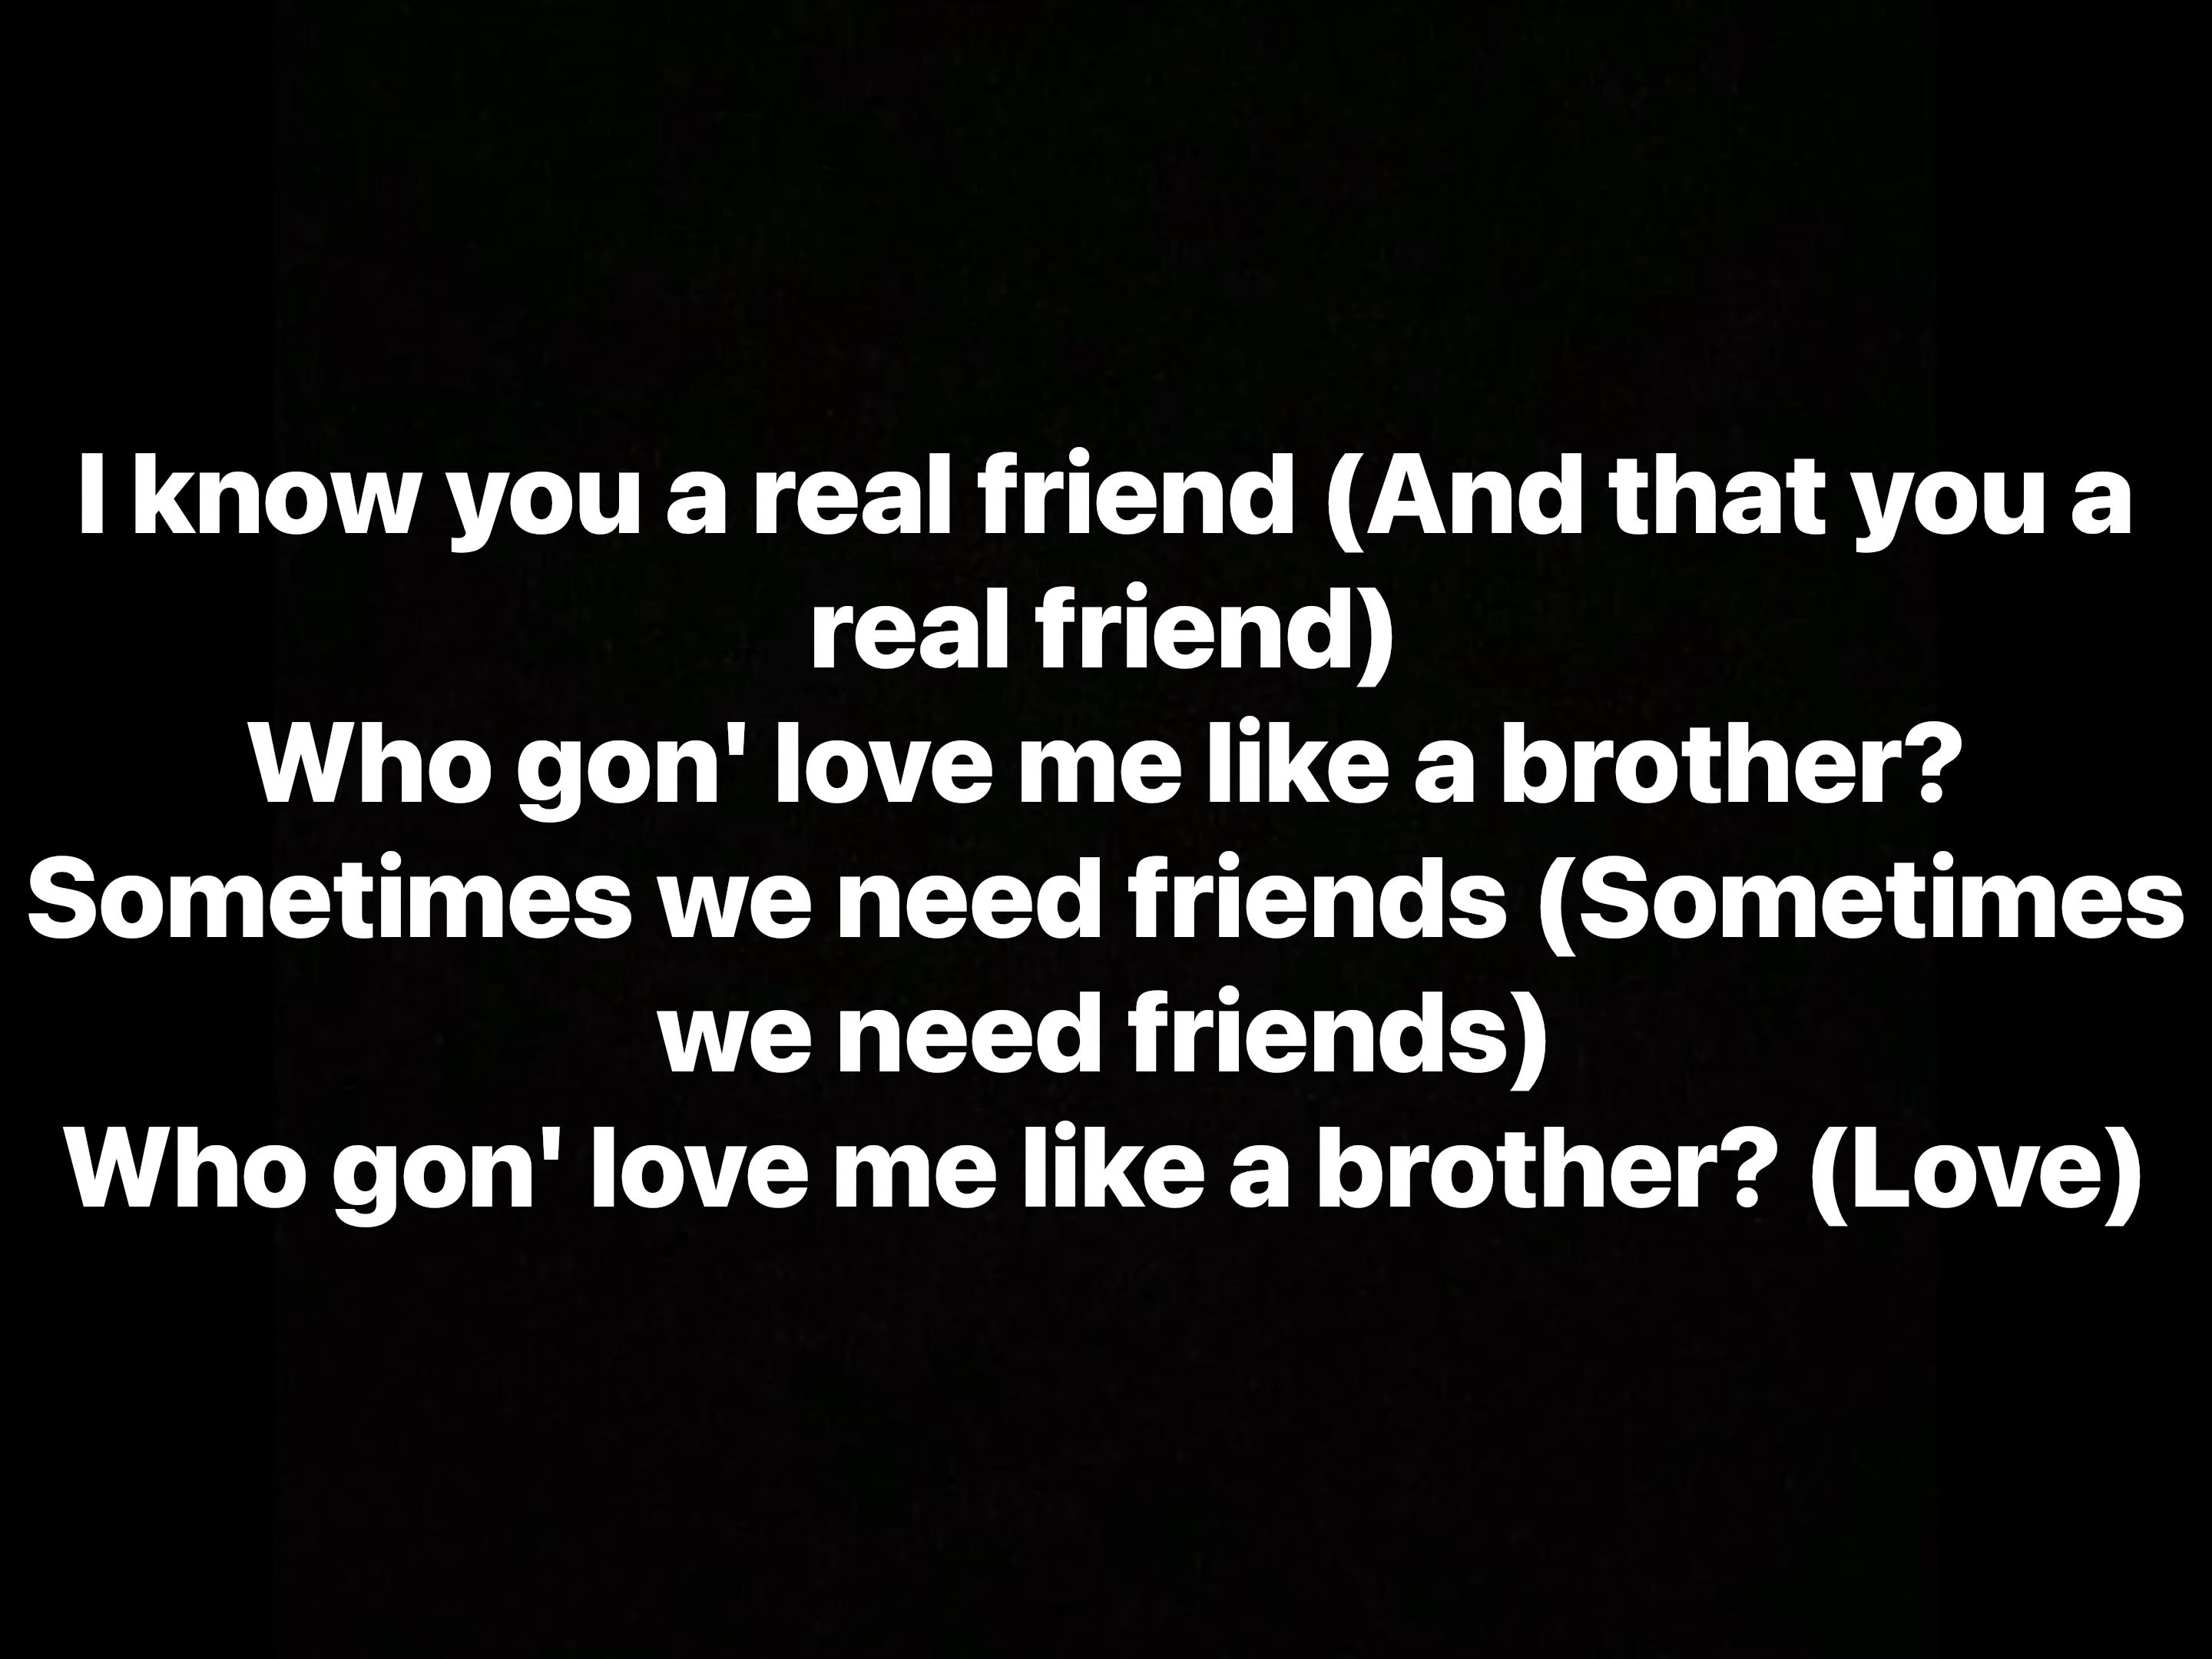 I know you a real friend (And that you a
real friend)
Who gon' love me like a brother?
Sometimes we need friends (Sometimes
we need friends)
Who gon' love me like a brother? (Love)